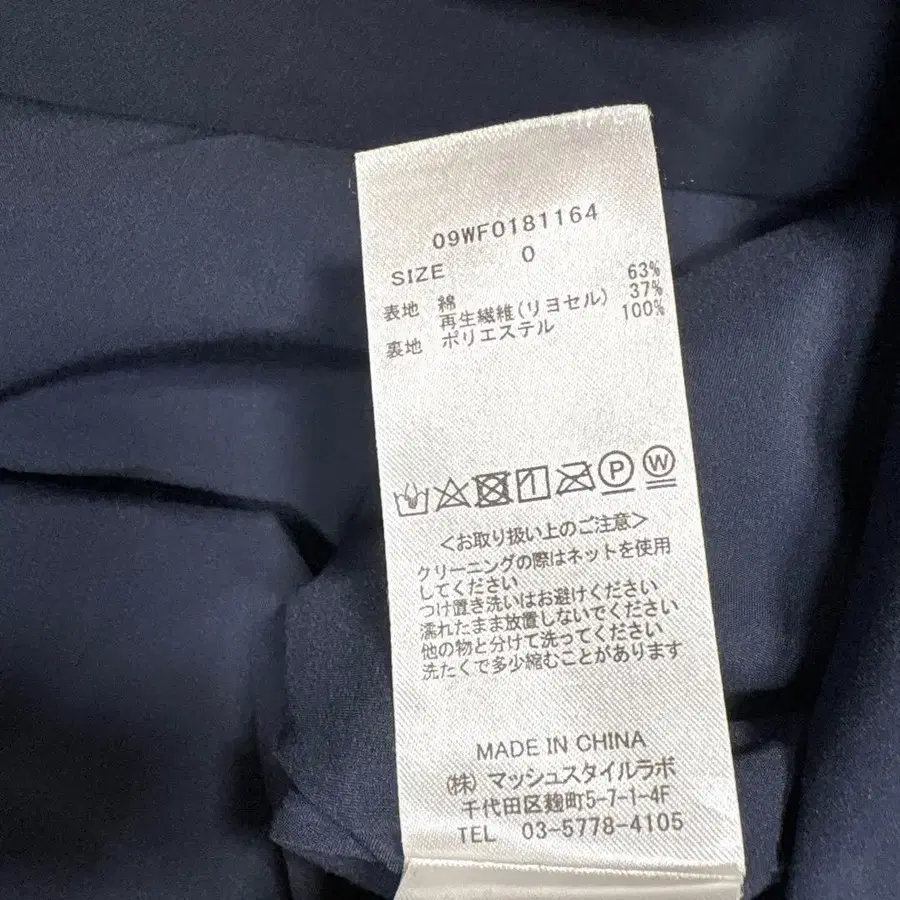 09WF0181164
SIZE 0
表地 綿 63%
再生繊維(リヨセル) 37%
裏地 ポリエステル 100%
P W
<お取り扱い上のご注意>
クリーニングの際はネットを使用
してください
つけ置き洗いはお避けください
濡れたまま放置しないでください
他の物と分けて洗ってください
洗たくで多少縮むことがあります
MADE IN CHINA
(株)マッシュスタイルラボ
千代田区麹町5-7-1-4F
TEL 03-5778-4105